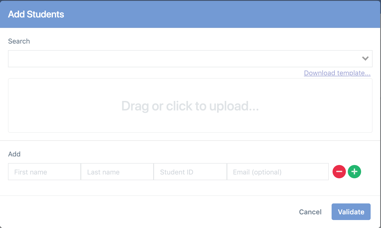 Add Students
Search
Download template...
Drag or click to upload...
Add
First name Last name Student ID Email (optional)
Cancel Validate